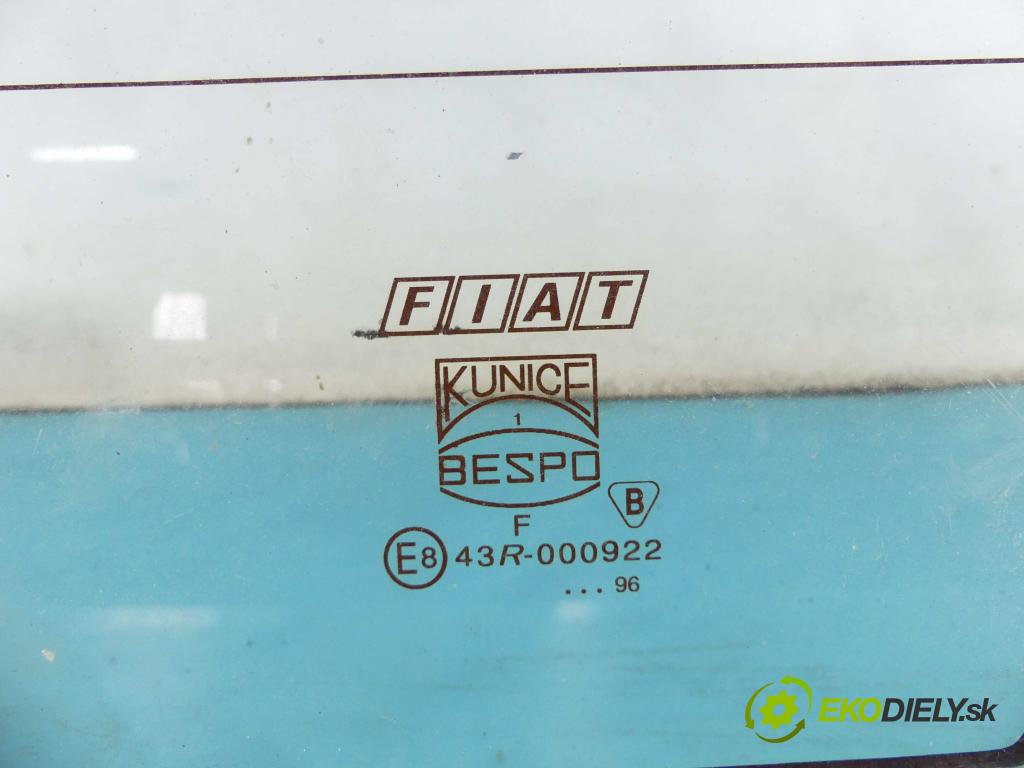 FIAT
KUNICE
1
BESPO
F
B
E8 43R-000922
... 96
EKODIELY.sk